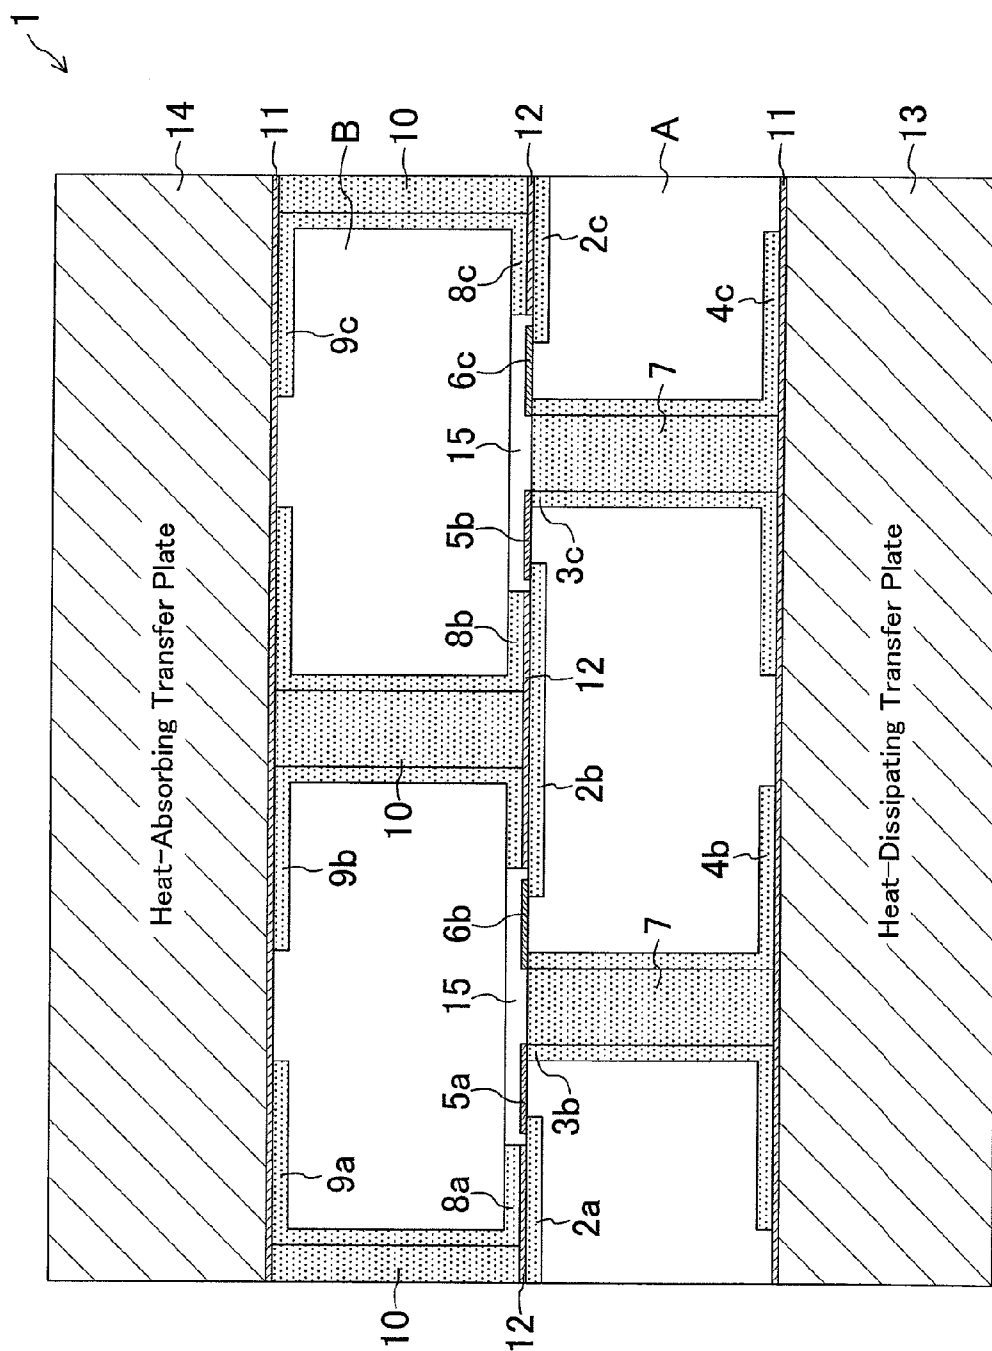 1
Heat-Absorbing Transfer Plate
14
11
9a
9b
9c
B
10
10
10
8a
5a
15
6b
8b
5b
15
6c
8c
12
12
2a
3b
2b
12
3c
2c
7
7
A
4b
4c
11
Heat-Dissipating Transfer Plate
13